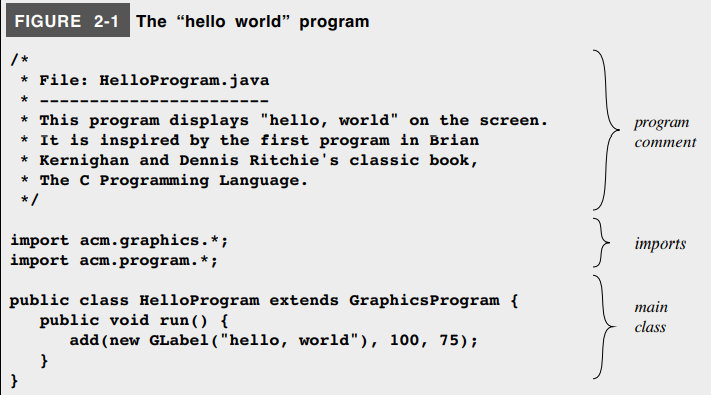 FIGURE 2-1 The “hello world” program
/*
 * File: HelloProgram.java
 * -----------------------
 * This program displays "hello, world" on the screen.
 * It is inspired by the first program in Brian
 * Kernighan and Dennis Ritchie's classic book,
 * The C Programming Language.
 */
program
comment
import acm.graphics.*;
import acm.program.*;
imports
public class HelloProgram extends GraphicsProgram {
   public void run() {
      add(new GLabel("hello, world"), 100, 75);
   }
}
main
class